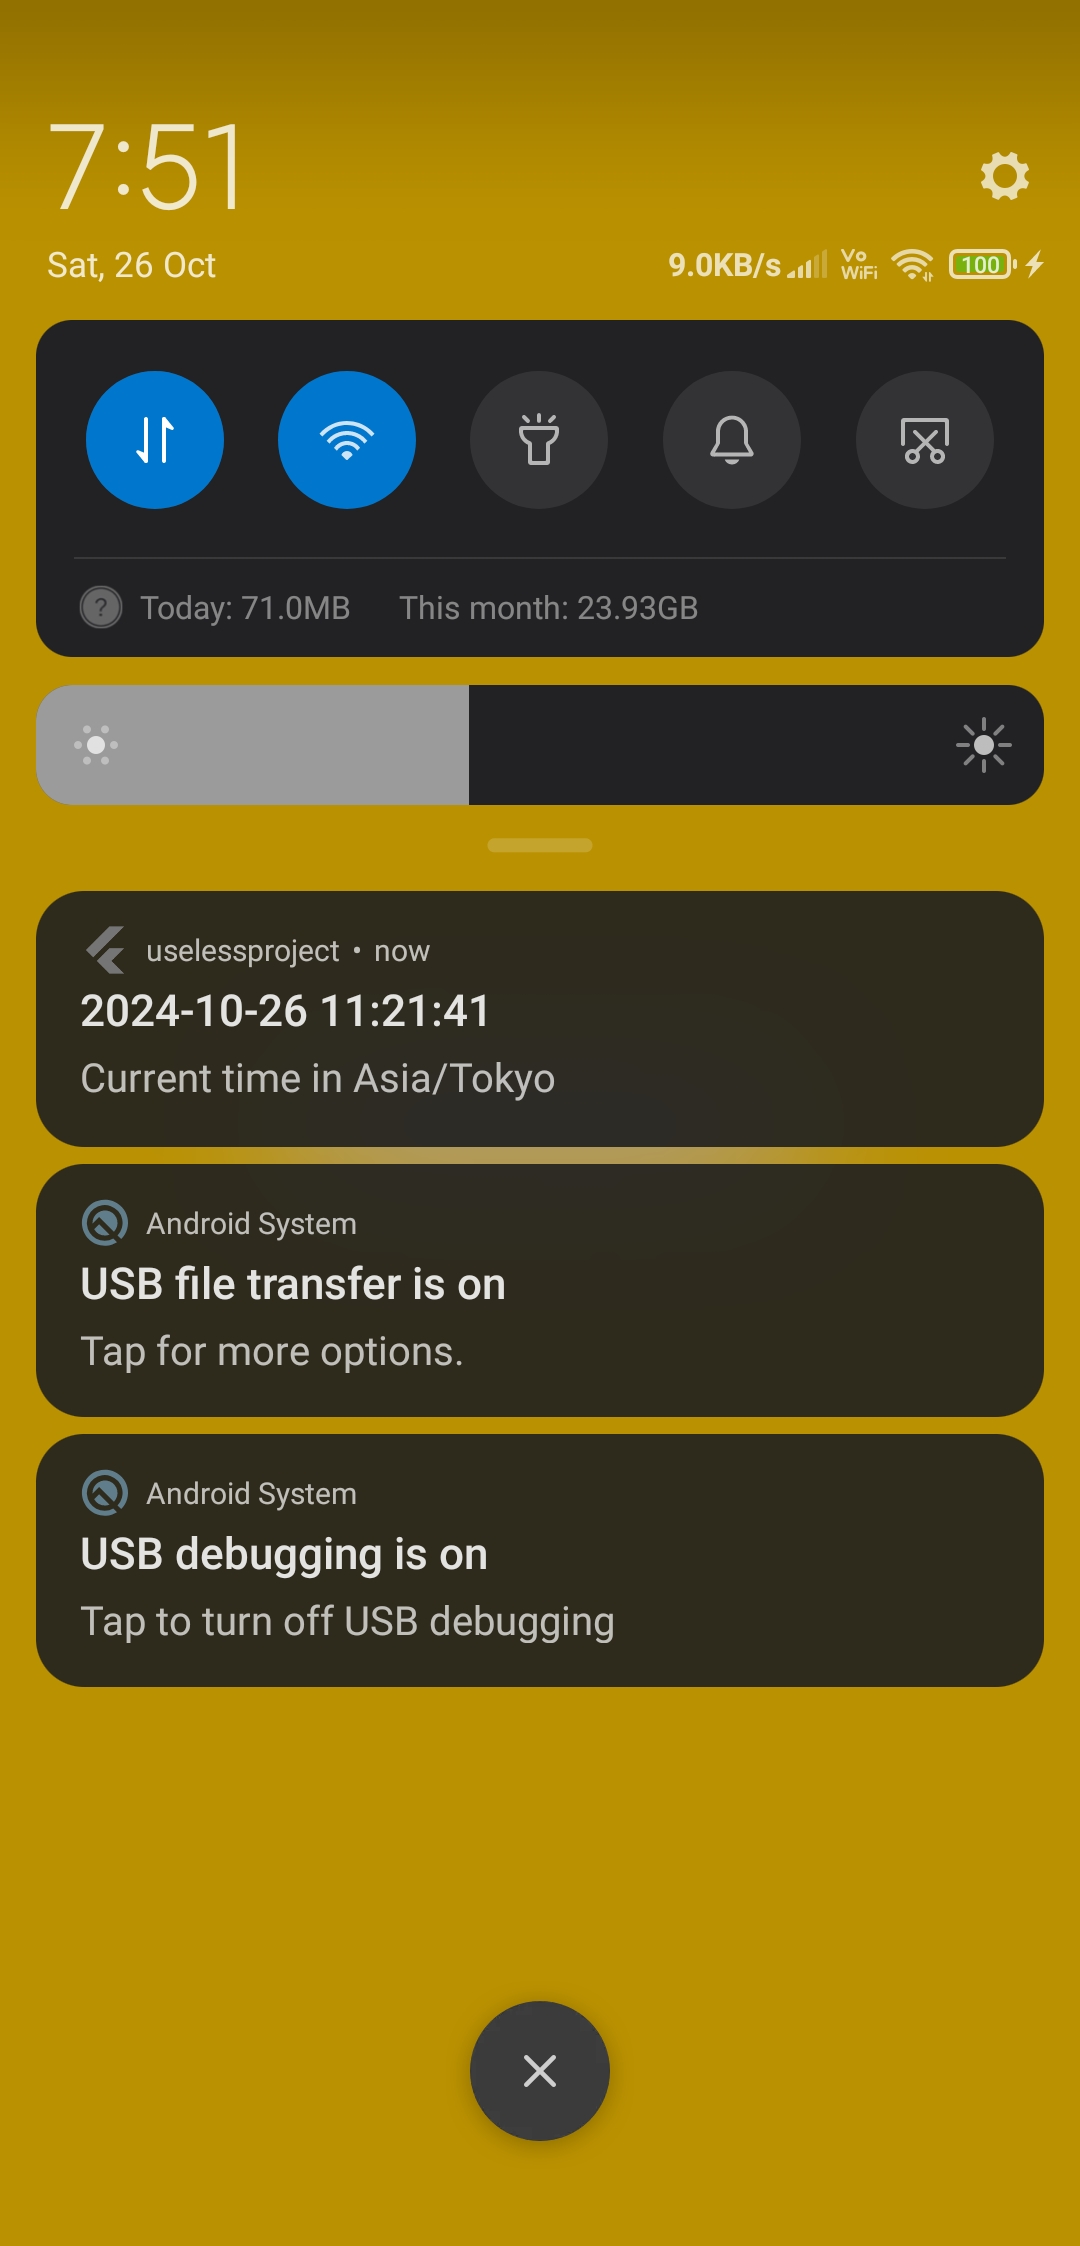 7:51
Sat, 26 Oct
9.0KB/s Vo WiFi 100
? Today: 71.0MB This month: 23.93GB
uselessproject • now
2024-10-26 11:21:41
Current time in Asia/Tokyo
Android System
USB file transfer is on
Tap for more options.
Android System
USB debugging is on
Tap to turn off USB debugging